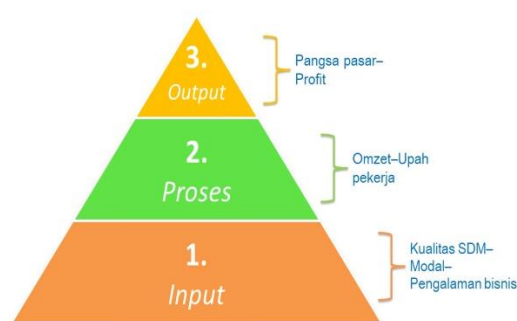 3.
Output
Pangsa pasar–
Profit
2.
Proses
Omzet–Upah
pekerja
1.
Input
Kualitas SDM–
Modal–
Pengalaman bisnis